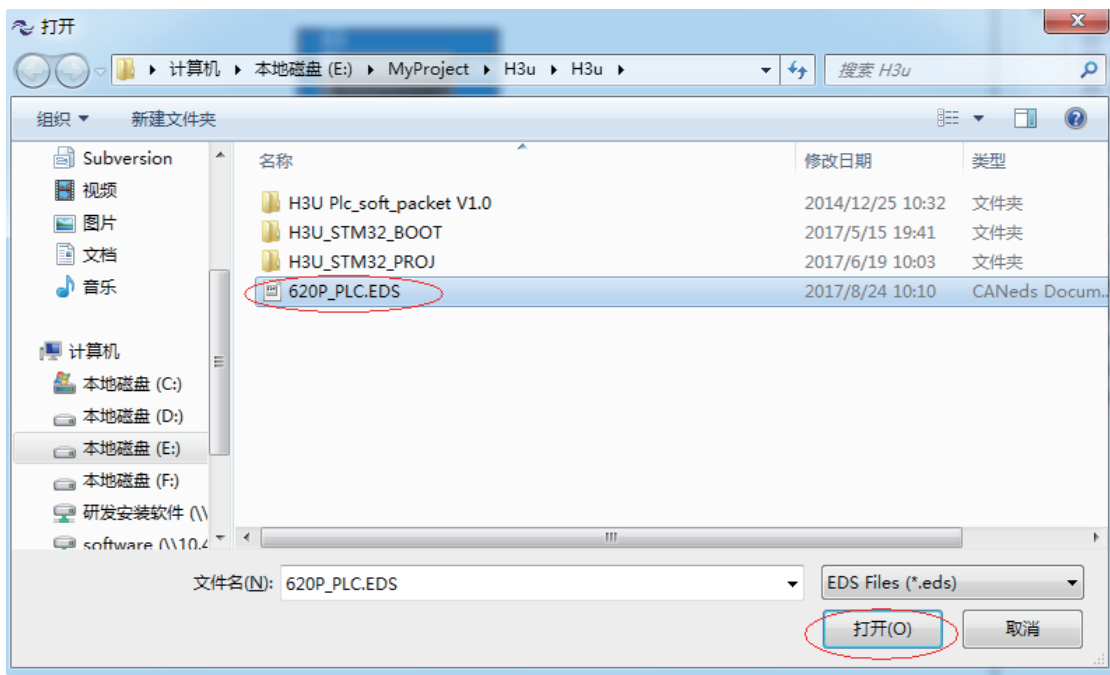 打开
计算机 本地磁盘 (E:) MyProject H3u H3u 搜索 H3u
组织 新建文件夹
Subversion
视频
图片
文档
音乐
计算机
本地磁盘 (C:)
本地磁盘 (D:)
本地磁盘 (E:)
本地磁盘 (F:)
研发安装软件 (\\
software (\\10.4
名称 修改日期 类型
H3U Plc_soft_packet V1.0 2014/12/25 10:32 文件夹
H3U_STM32_BOOT 2017/5/15 19:41 文件夹
H3U_STM32_PROJ 2017/6/19 10:03 文件夹
620P_PLC.EDS 2017/8/24 10:10 CANeds Docum...
文件名(N): 620P_PLC.EDS EDS Files (*.eds)
打开(O) 取消